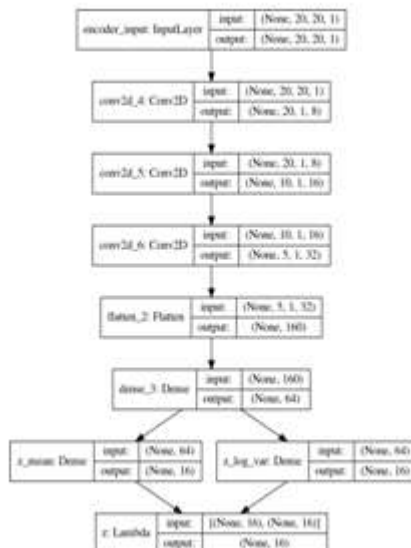 encoder_input: InputLayer
input: (None, 20, 20, 1)
output: (None, 20, 20, 1)
conv2d_4: Conv2D
input: (None, 20, 20, 1)
output: (None, 20, 1, 8)
conv2d_5: Conv2D
input: (None, 20, 1, 8)
output: (None, 10, 1, 16)
conv2d_6: Conv2D
input: (None, 10, 1, 16)
output: (None, 5, 1, 32)
flatten_2: Flatten
input: (None, 5, 1, 32)
output: (None, 160)
dense_3: Dense
input: (None, 160)
output: (None, 64)
z_mean: Dense
input: (None, 64)
output: (None, 16)
z_log_var: Dense
input: (None, 64)
output: (None, 16)
z: Lambda
input: [(None, 16), (None, 16)]
output: (None, 16)